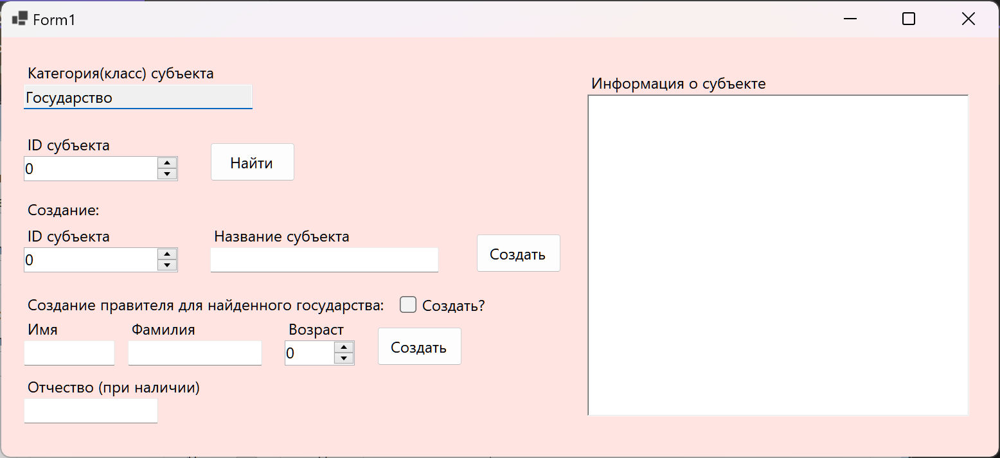 Form1
Категория(класс) субъекта
Государство
Информация о субъекте
ID субъекта
0
Найти
Создание:
ID субъекта
Название субъекта
0
Создать
Создание правителя для найденного государства:
Создать?
Имя
Фамилия
Возраст
0
Создать
Отчество (при наличии)